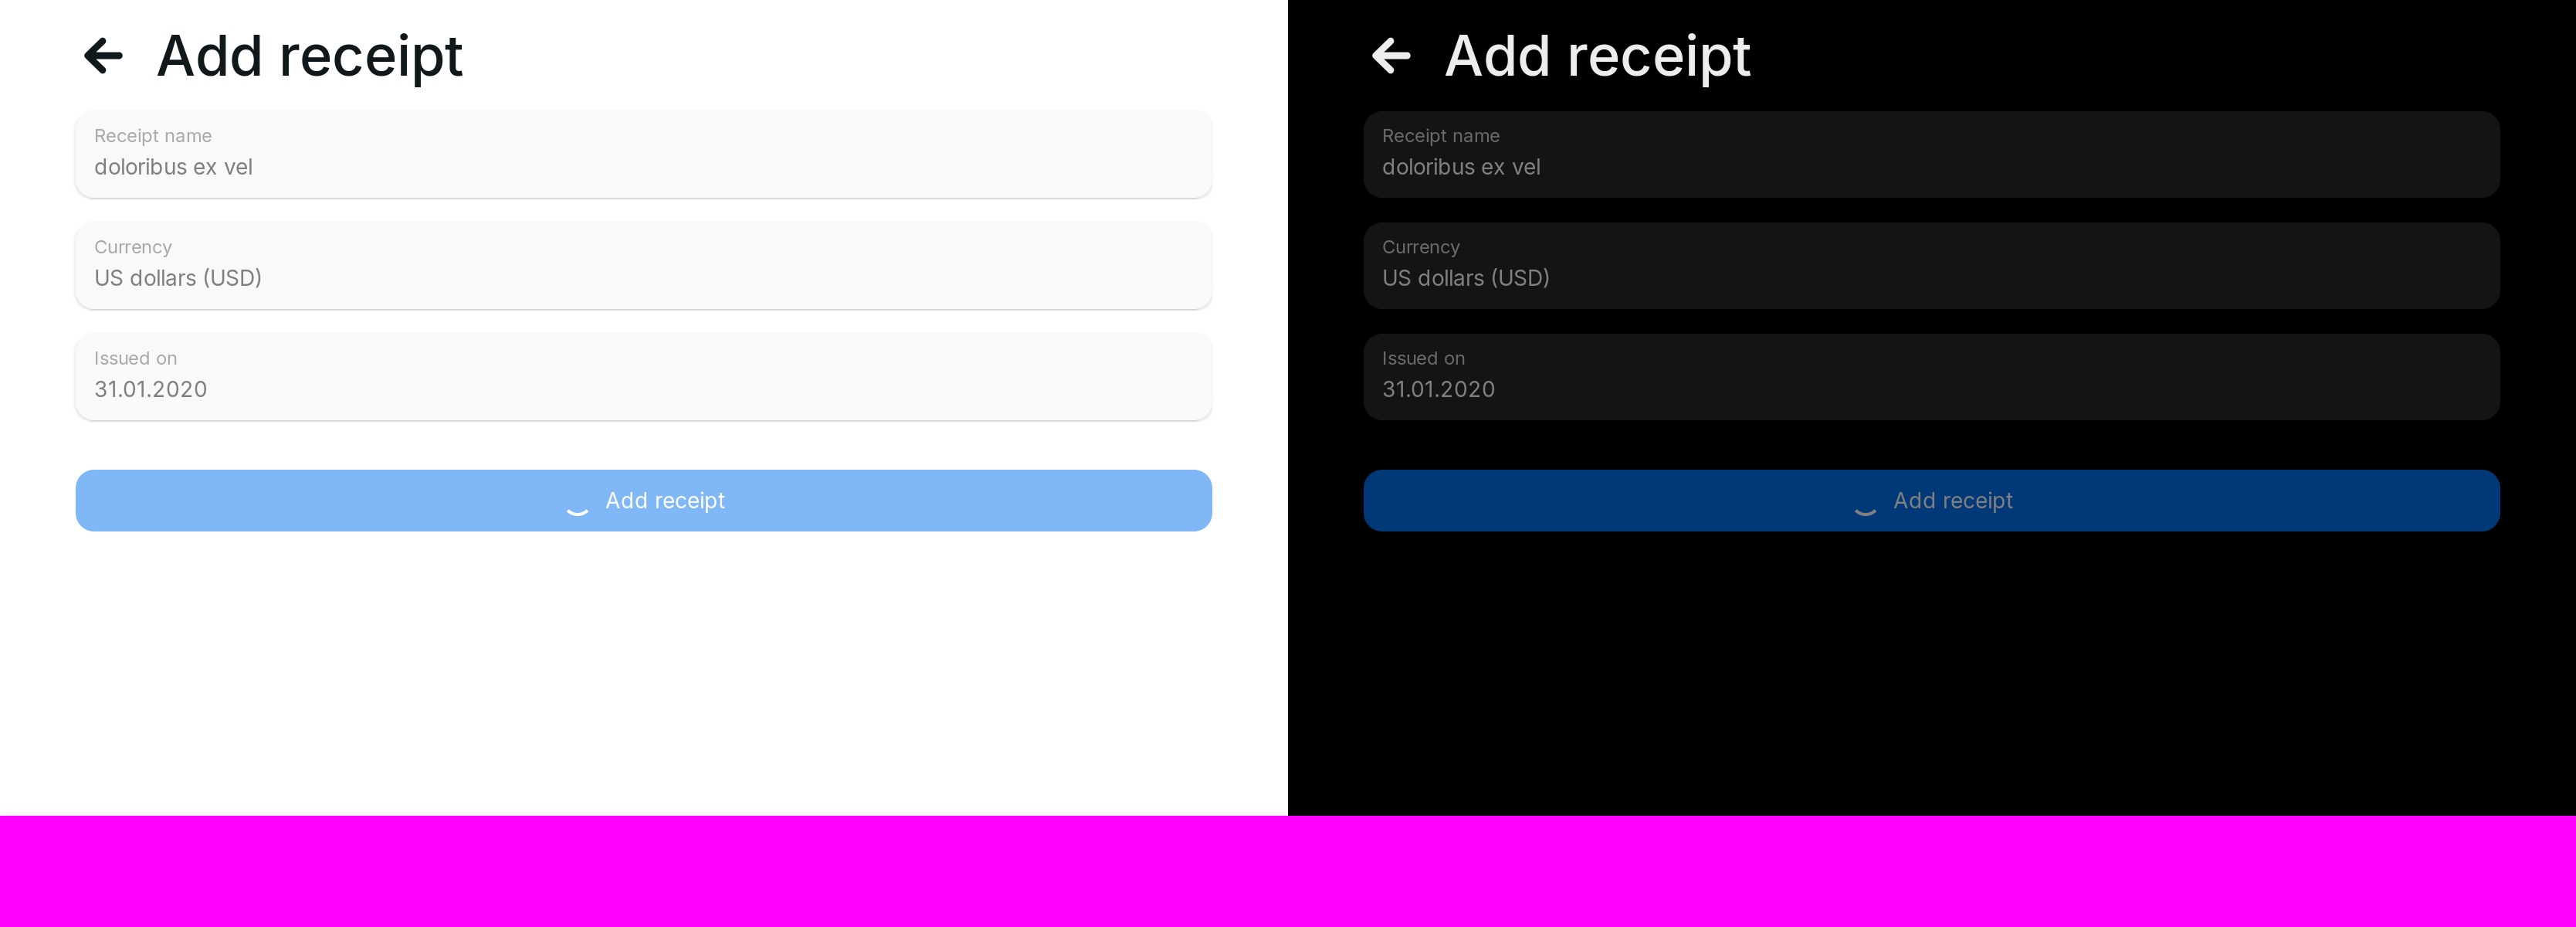 Add receipt
Receipt name
doloribus ex vel
Currency
US dollars (USD)
Issued on
31.01.2020
Add receipt
Add receipt
Receipt name
doloribus ex vel
Currency
US dollars (USD)
Issued on
31.01.2020
Add receipt